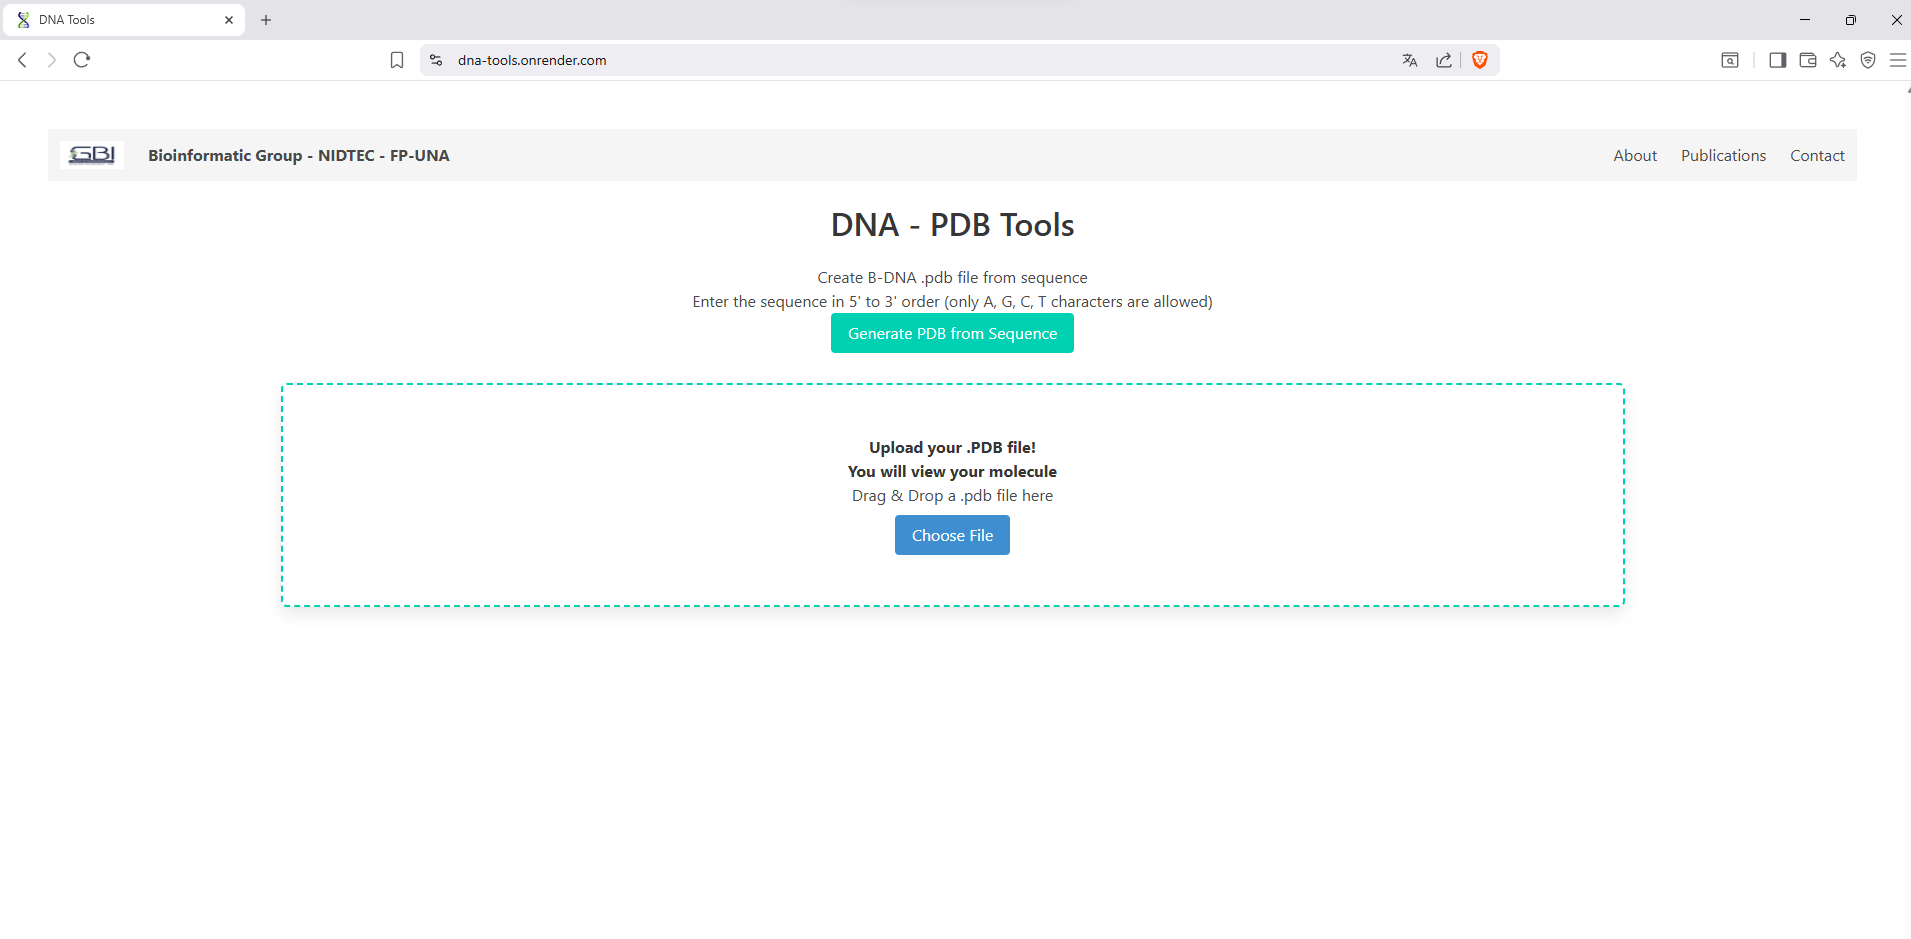 DNA Tools
dna-tools.onrender.com
GBI
Bioinformatic Group - NIDTEC - FP-UNA
About
Publications
Contact
DNA - PDB Tools
Create B-DNA .pdb file from sequence
Enter the sequence in 5' to 3' order (only A, G, C, T characters are allowed)
Generate PDB from Sequence
Upload your .PDB file!
You will view your molecule
Drag & Drop a .pdb file here
Choose File